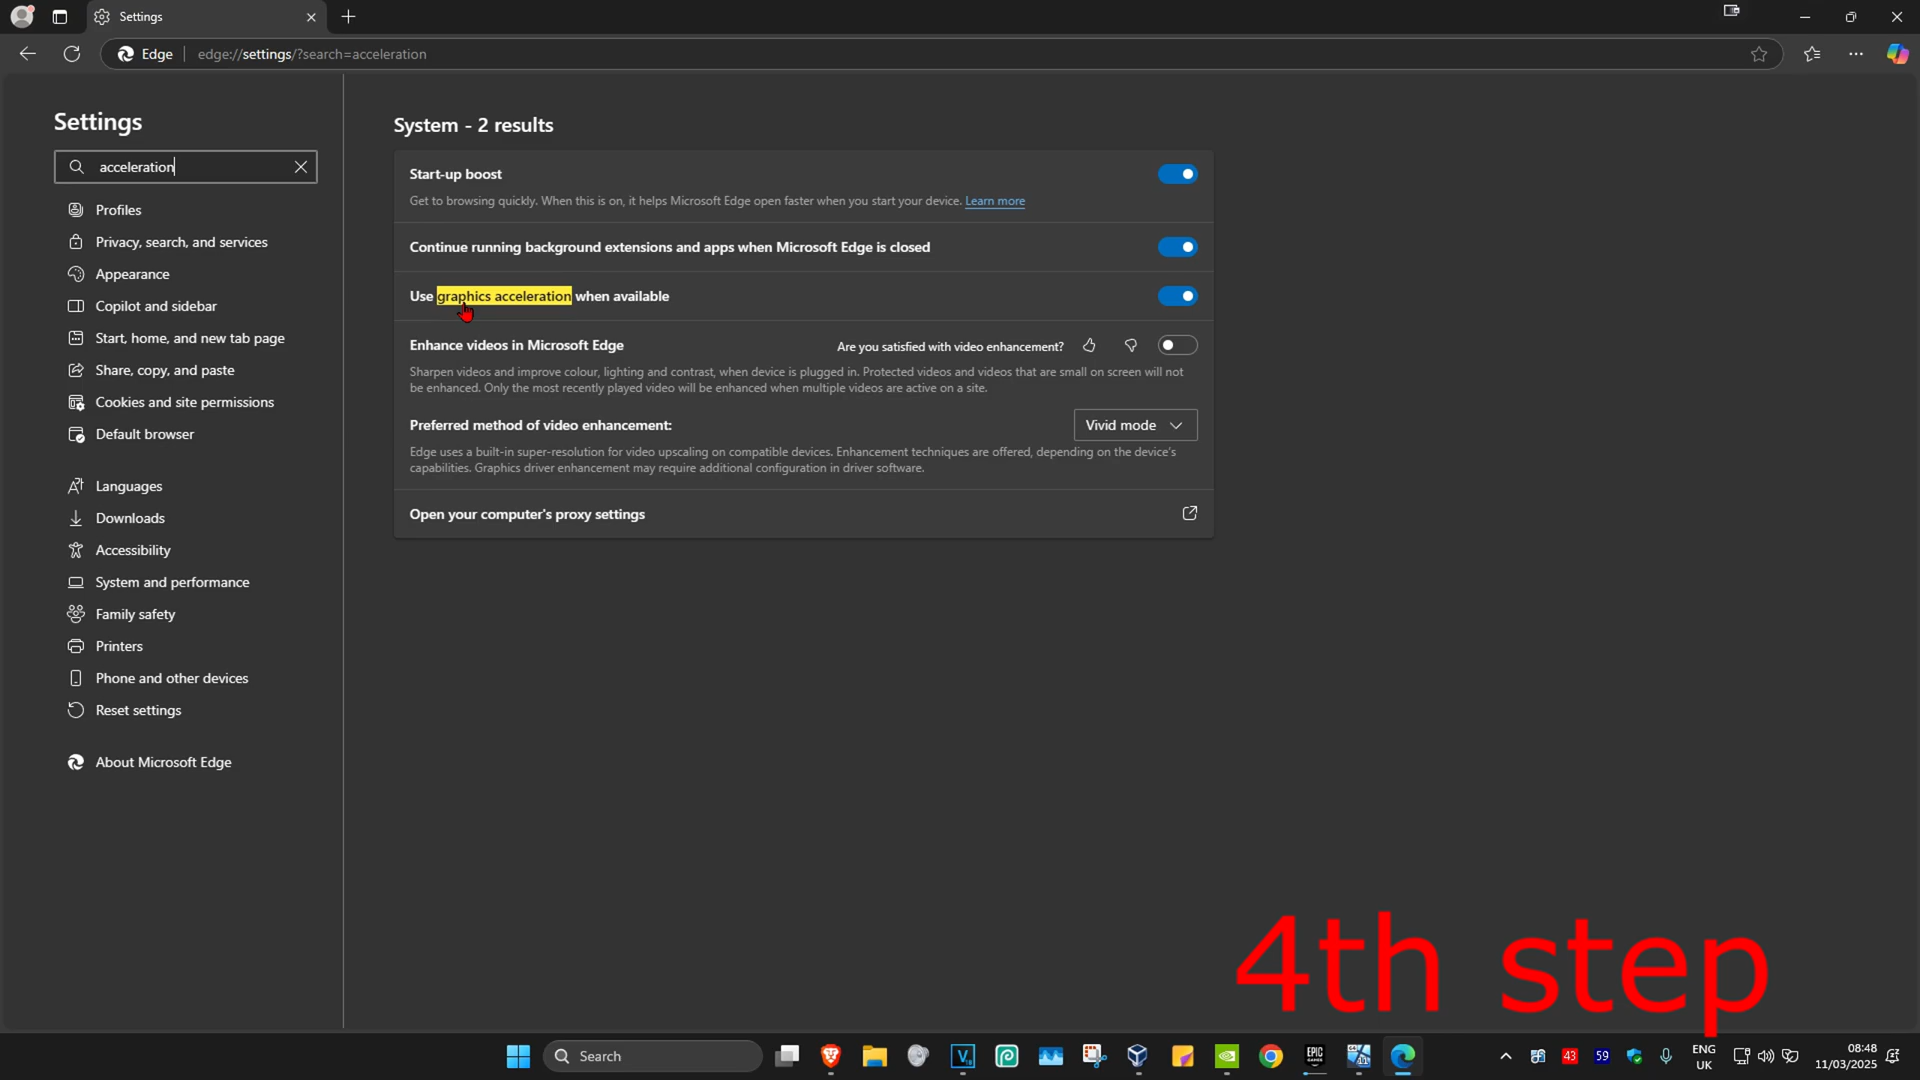 Settings
Edge
edge://settings/?search=acceleration
Settings
acceleration
Profiles
Privacy, search, and services
Appearance
Copilot and sidebar
Start, home, and new tab page
Share, copy, and paste
Cookies and site permissions
Default browser
Languages
Downloads
Accessibility
System and performance
Family safety
Printers
Phone and other devices
Reset settings
About Microsoft Edge
System - 2 results
Start-up boost
Get to browsing quickly. When this is on, it helps Microsoft Edge open faster when you start your device. Learn more
Continue running background extensions and apps when Microsoft Edge is closed
Use graphics acceleration when available
Enhance videos in Microsoft Edge
Are you satisfied with video enhancement?
Sharpen videos and improve colour, lighting and contrast, when device is plugged in. Protected videos and videos that are small on screen will not
be enhanced. Only the most recently played video will be enhanced when multiple videos are active on a site.
Preferred method of video enhancement:
Vivid mode
Edge uses a built-in super-resolution for video upscaling on compatible devices. Enhancement techniques are offered, depending on the device's
capabilities. Graphics driver enhancement may require additional configuration in driver software.
Open your computer's proxy settings
4th step
Search
EPIC
GAMES
43
59
ENG
UK
08:48
11/03/2025